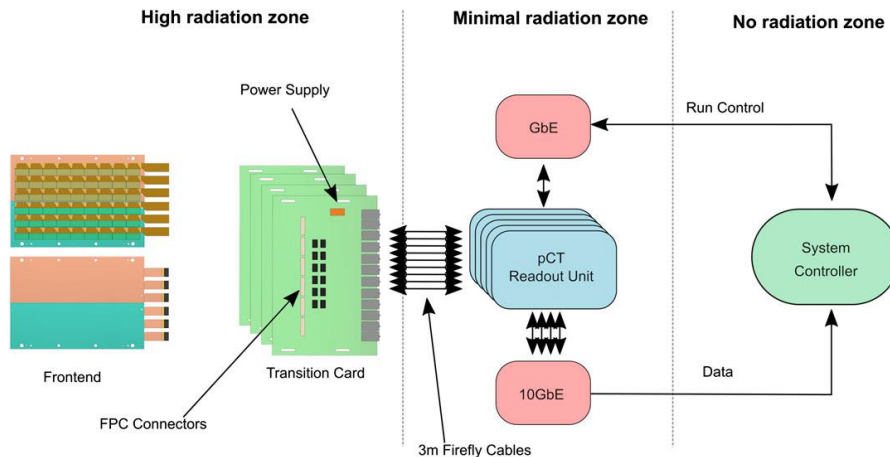 High radiation zone
Minimal radiation zone
No radiation zone
Power Supply
GbE
Run Control
pCT
Readout Unit
System
Controller
Frontend
Transition Card
FPC Connectors
10GbE
Data
3m Firefly Cables